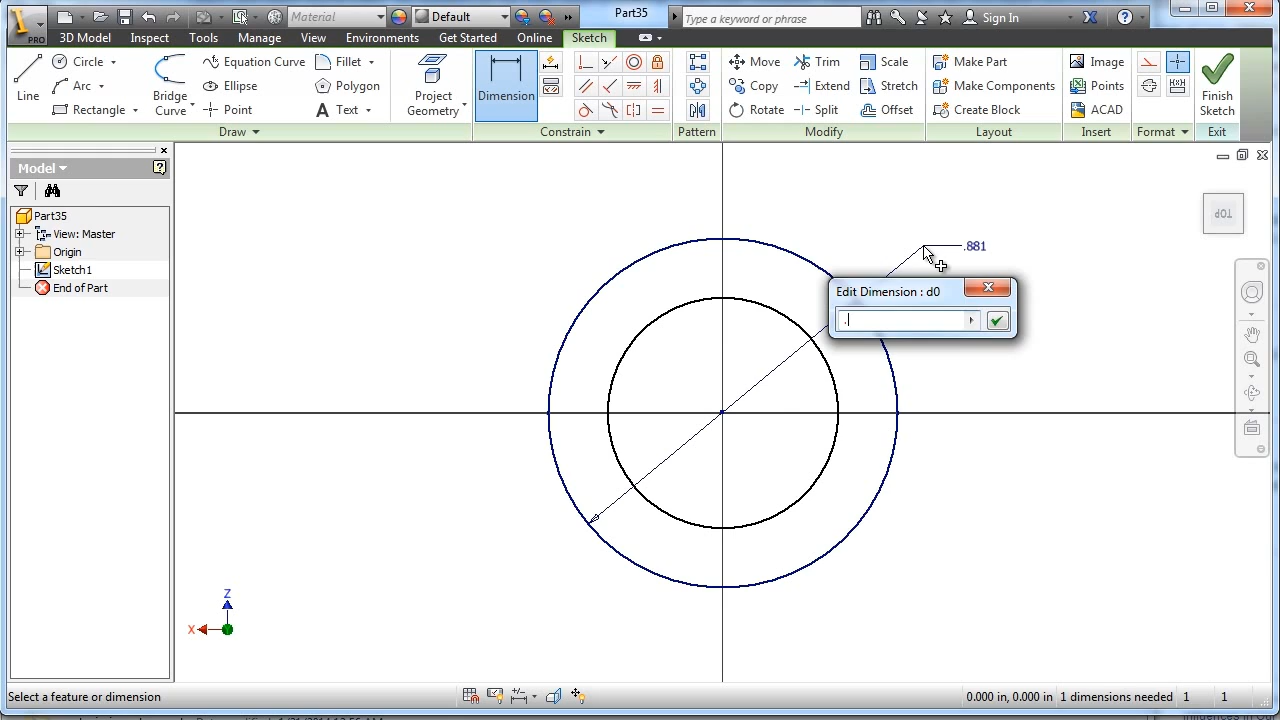 PRO
Material
Default
Part35
Type a keyword or phrase
Sign In
3D Model Inspect Tools Manage View Environments Get Started Online Sketch
Line
Circle
Arc
Rectangle
Bridge
Curve
Equation Curve
Ellipse
Point
Fillet
Polygon
Text
Draw
Project
Geometry
Dimension
Constrain
Pattern
Move
Copy
Rotate
Trim
Extend
Split
Scale
Stretch
Offset
Modify
Make Part
Make Components
Create Block
Layout
Image
Points
ACAD
Insert
Format
Finish
Sketch
Exit
Model
Part35
View: Master
Origin
Sketch1
End of Part
TOP
.881
Edit Dimension : d0
.
Z
X
Select a feature or dimension
0.000 in, 0.000 in 1 dimensions needed 1 1